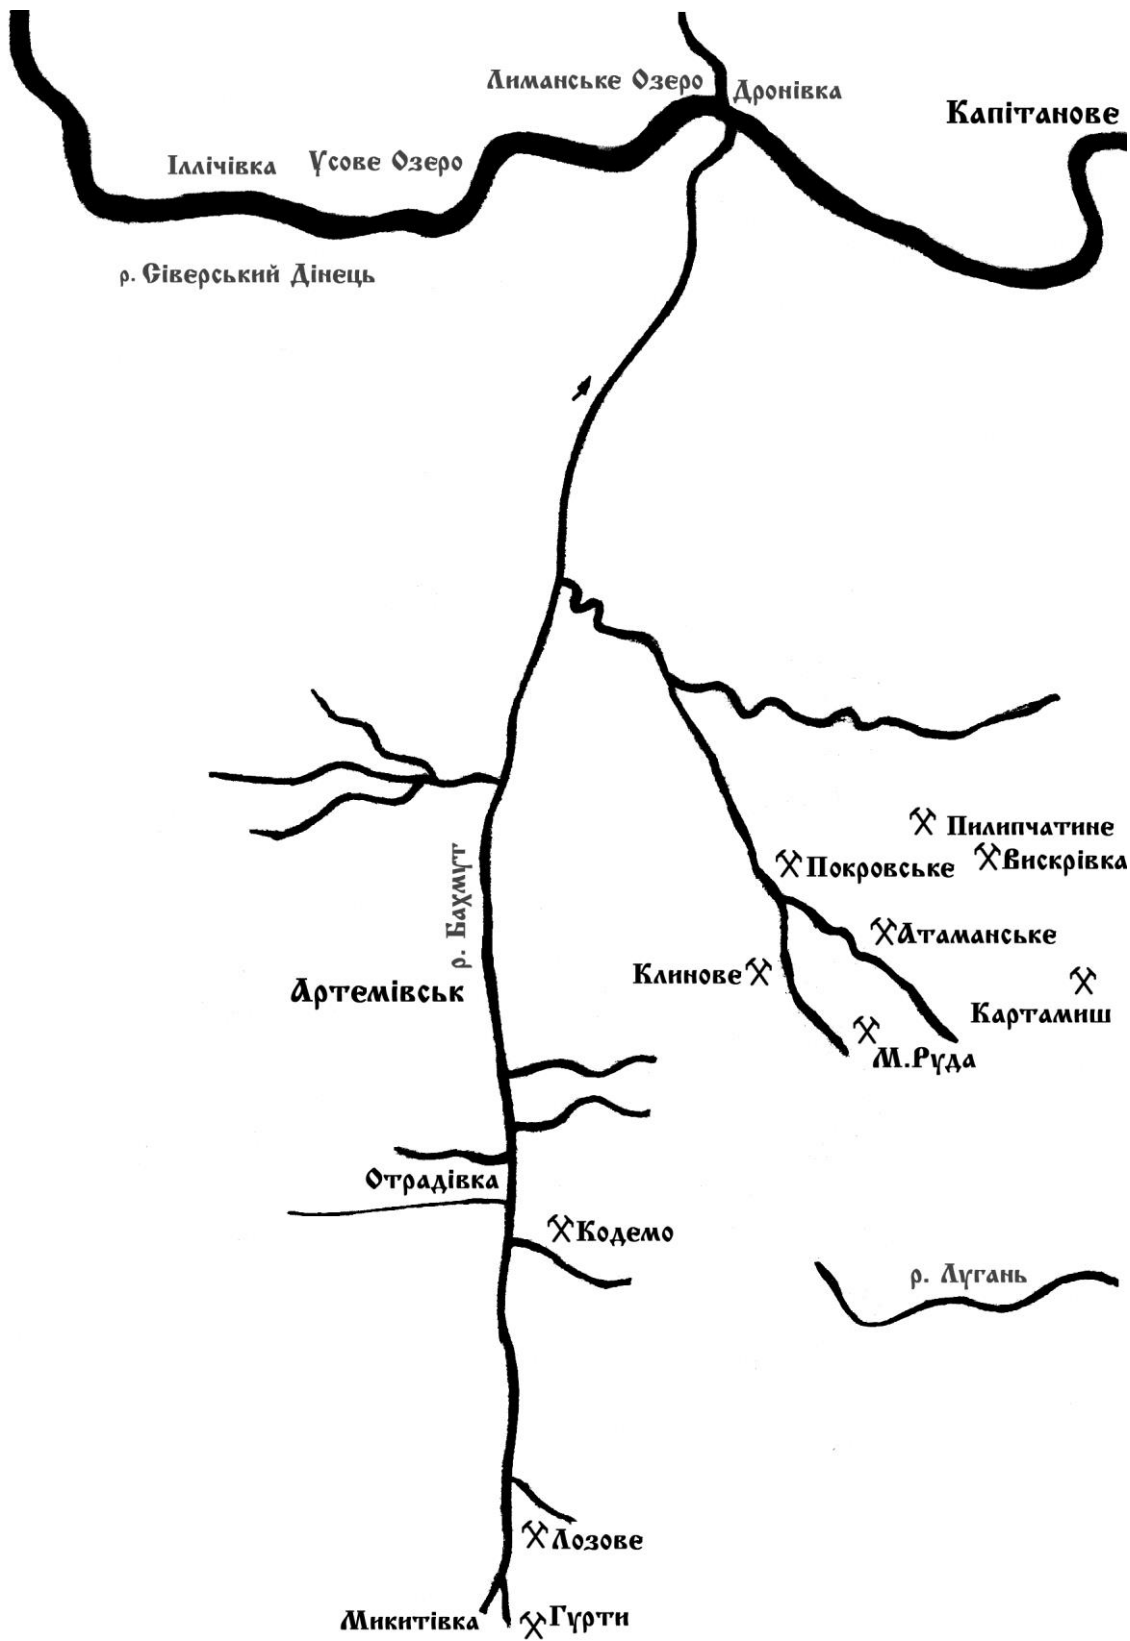 Лиманське Озеро
Дронівка
Капітанове
Іллічівка
Усове Озеро
р. Сіверський Дінець
Пилипчатине
Покровське
Вискрівка
р. Бахмут
Атаманське
Клинове
Артемівськ
Картамиш
М.Руда
Отрадівка
Кодемо
р. Лугань
Лозове
Микитівка
Гурти